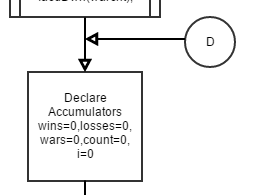 D
Declare
Accumulators
wins=0,losses=0,
wars=0,count=0,
i=0